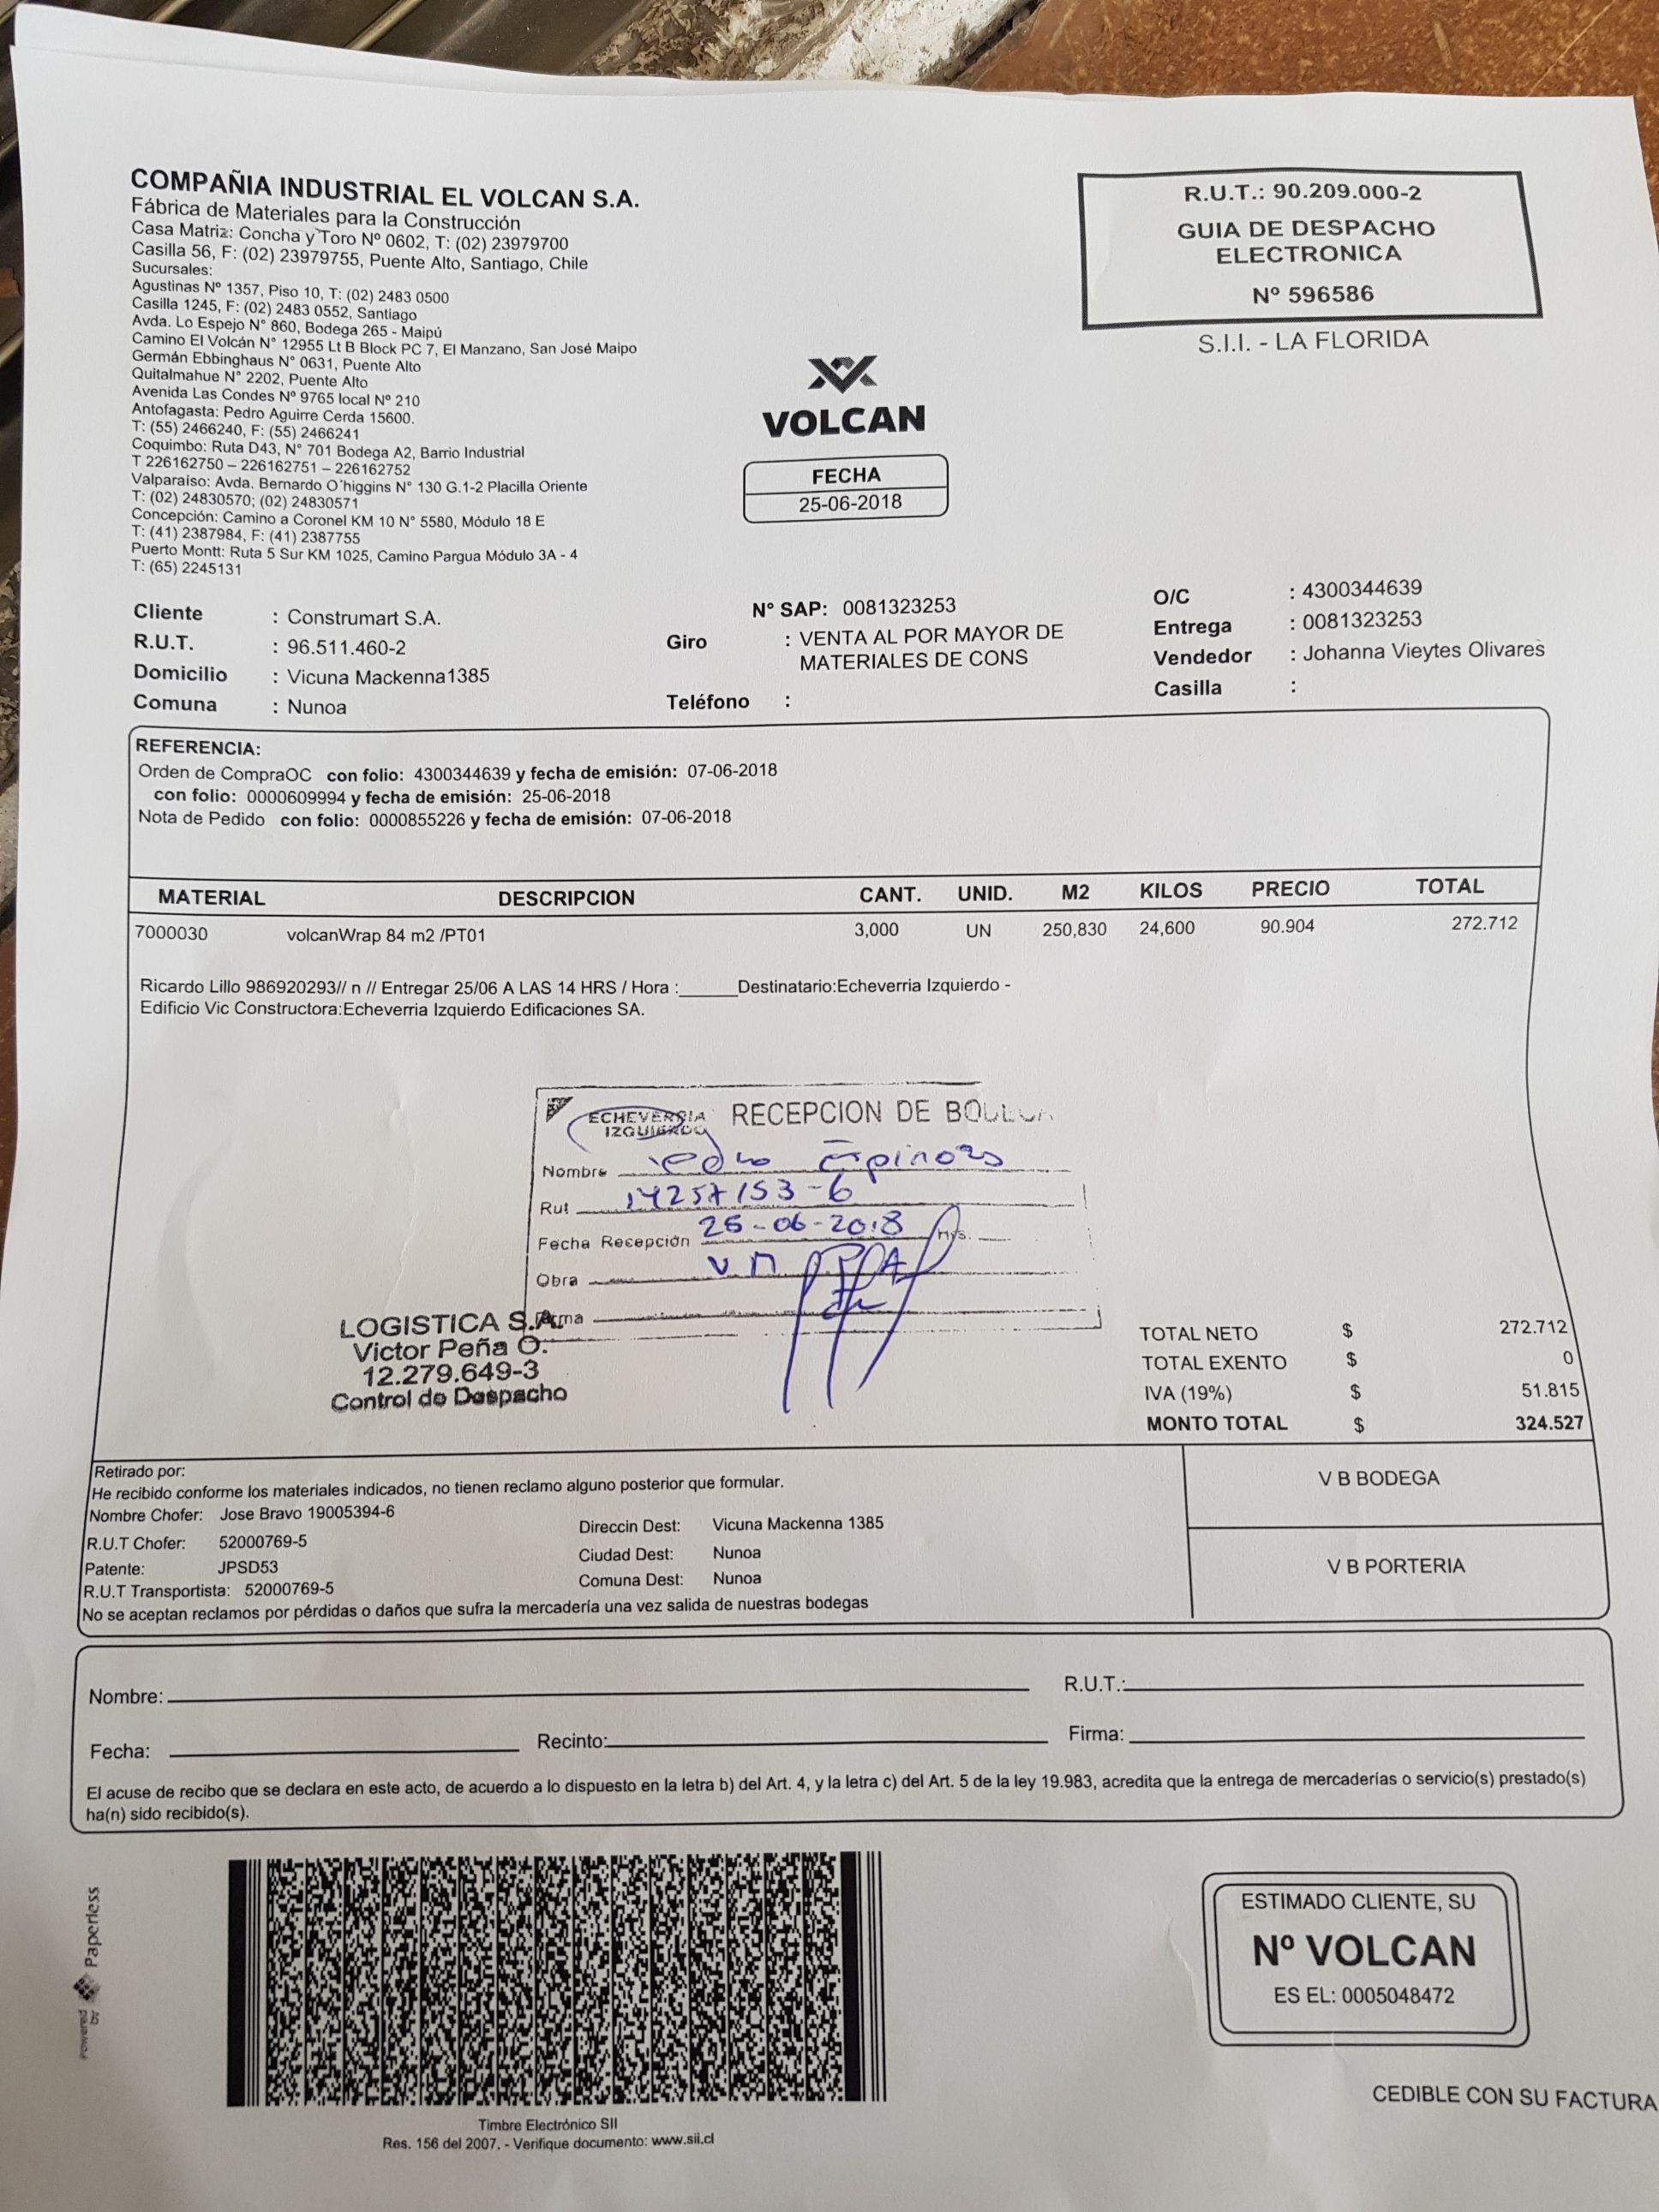 COMPAÑIA INDUSTRIAL EL VOLCAN S.A.
Fábrica de Materiales para la Construcción
Casa Matriz: Concha y Toro Nº 0602, T: (02) 23979700
Casilla 56, F: (02) 23979755, Puente Alto, Santiago, Chile
Sucursales:
Agustinas Nº 1357, Piso 10, T: (02) 2483 0500
Casilla 1245, F: (02) 2483 0552, Santiago
Avda. Lo Espejo N° 860, Bodega 265 - Maipú
Camino El Volcán N° 12955 Lt B Block PC 7, El Manzano, San José Maipo
Germán Ebbinghaus N° 0631, Puente Alto
Quitalmahue N° 2202, Puente Alto
Avenida Las Condes Nº 9765 local Nº 210
Antofagasta: Pedro Aguirre Cerda 15600.
T: (55) 2466240, F: (55) 2466241
Coquimbo: Ruta D43, N° 701 Bodega A2, Barrio Industrial
T 226162750 – 226162751 – 226162752
Valparaíso: Avda. Bernardo O´higgins N° 130 G.1-2 Placilla Oriente
T: (02) 24830570; (02) 24830571
Concepción: Camino a Coronel KM 10 N° 5580, Módulo 18 E
T: (41) 2387984, F: (41) 2387755
Puerto Montt: Ruta 5 Sur KM 1025, Camino Pargua Módulo 3A - 4
T: (65) 2245131
R.U.T.: 90.209.000-2
GUIA DE DESPACHO
ELECTRONICA
Nº 596586
S.I.I. - LA FLORIDA
VOLCAN
FECHA
25-06-2018
Cliente : Construmart S.A.
R.U.T. : 96.511.460-2
Domicilio : Vicuna Mackenna1385
Comuna : Nunoa
N° SAP: 0081323253
Giro : VENTA AL POR MAYOR DE
MATERIALES DE CONS
Teléfono :
O/C : 4300344639
Entrega : 0081323253
Vendedor : Johanna Vieytes Olivares
Casilla :
REFERENCIA:
Orden de CompraOC con folio: 4300344639 y fecha de emisión: 07-06-2018
con folio: 0000609994 y fecha de emisión: 25-06-2018
Nota de Pedido con folio: 0000855226 y fecha de emisión: 07-06-2018
MATERIAL DESCRIPCION CANT. UNID. M2 KILOS PRECIO TOTAL
7000030 volcanWrap 84 m2 /PT01 3,000 UN 250,830 24,600 90.904 272.712
Ricardo Lillo 986920293// n // Entregar 25/06 A LAS 14 HRS / Hora :______Destinatario:Echeverria Izquierdo -
Edificio Vic Constructora:Echeverria Izquierdo Edificaciones SA.
ECHEVERRIA IZQUIERDO RECEPCION DE BODEGA
Nombre Pedro Espinoza
Rut 14257153-6
Fecha Recepción 25-06-2018 Hrs.
Obra
Firma
LOGISTICA S.A.
Victor Peña O.
12.279.649-3
Control de Despacho
TOTAL NETO $ 272.712
TOTAL EXENTO $ 0
IVA (19%) $ 51.815
MONTO TOTAL $ 324.527
Retirado por:
He recibido conforme los materiales indicados, no tienen reclamo alguno posterior que formular.
Nombre Chofer: Jose Bravo 19005394-6
R.U.T Chofer: 52000769-5
Patente: JPSD53
R.U.T Transportista: 52000769-5
Direccin Dest: Vicuna Mackenna 1385
Ciudad Dest: Nunoa
Comuna Dest: Nunoa
No se aceptan reclamos por pérdidas o daños que sufra la mercadería una vez salida de nuestras bodegas
V B BODEGA
V B PORTERIA
Nombre: R.U.T.:
Fecha: Recinto: Firma:
El acuse de recibo que se declara en este acto, de acuerdo a lo dispuesto en la letra b) del Art. 4, y la letra c) del Art. 5 de la ley 19.983, acredita que la entrega de mercaderías o servicio(s) prestado(s)
ha(n) sido recibido(s).
Powered by Paperless
Timbre Electrónico SII
Res. 156 del 2007. - Verifique documento: www.sii.cl
ESTIMADO CLIENTE, SU
Nº VOLCAN
ES EL: 0005048472
CEDIBLE CON SU FACTURA